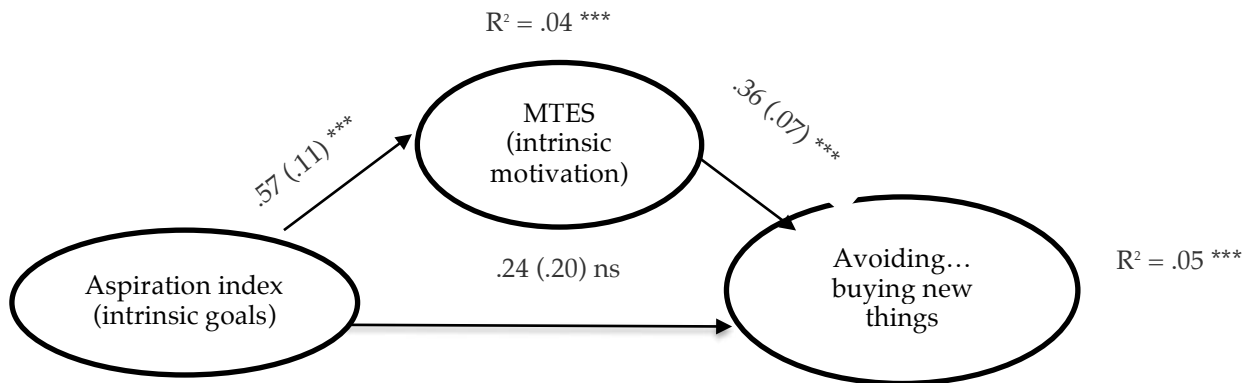 R² = .04 ***
MTES
(intrinsic
motivation)
.57 (.11) ***
.36 (.07) ***
Aspiration index
(intrinsic goals)
.24 (.20) ns
Avoiding…
buying new
things
R² = .05 ***